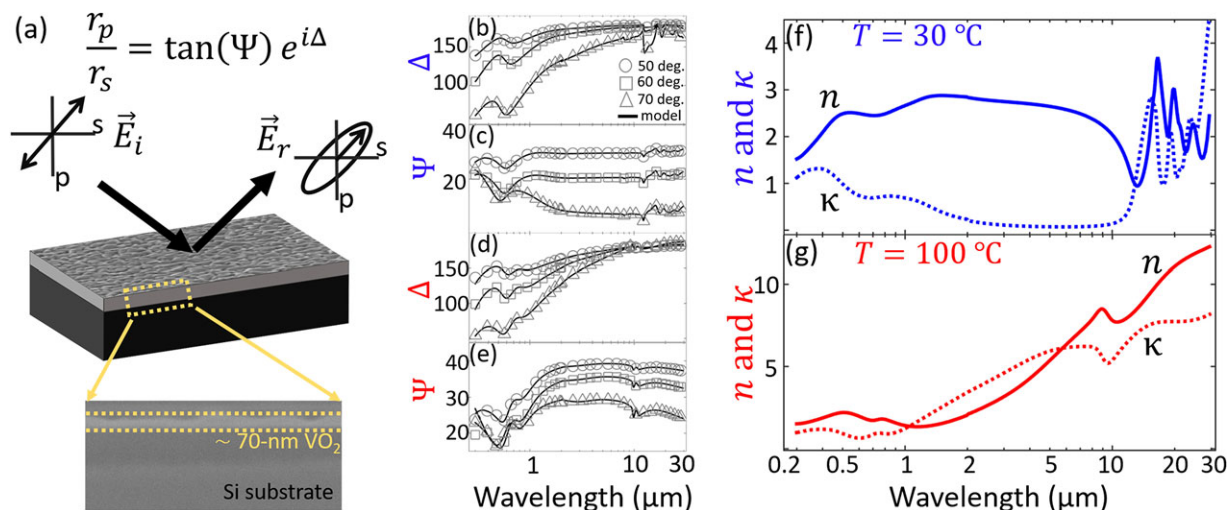 (a)
r_p
r_s
= tan(Ψ) e^{iΔ}
s
p
E⃗_i
E⃗_r
s
p
~ 70-nm VO₂
Si substrate
(b)
Δ
150
100
50 deg.
60 deg.
70 deg.
model
(c)
Ψ
40
20
(d)
Δ
150
100
(e)
Ψ
40
30
20
1
10
30
Wavelength (μm)
(f)
T = 30 °C
n and κ
4
3
2
1
n
κ
(g)
T = 100 °C
n and κ
10
5
n
κ
0.2
0.5
1
2
5
10
20
30
Wavelength (μm)